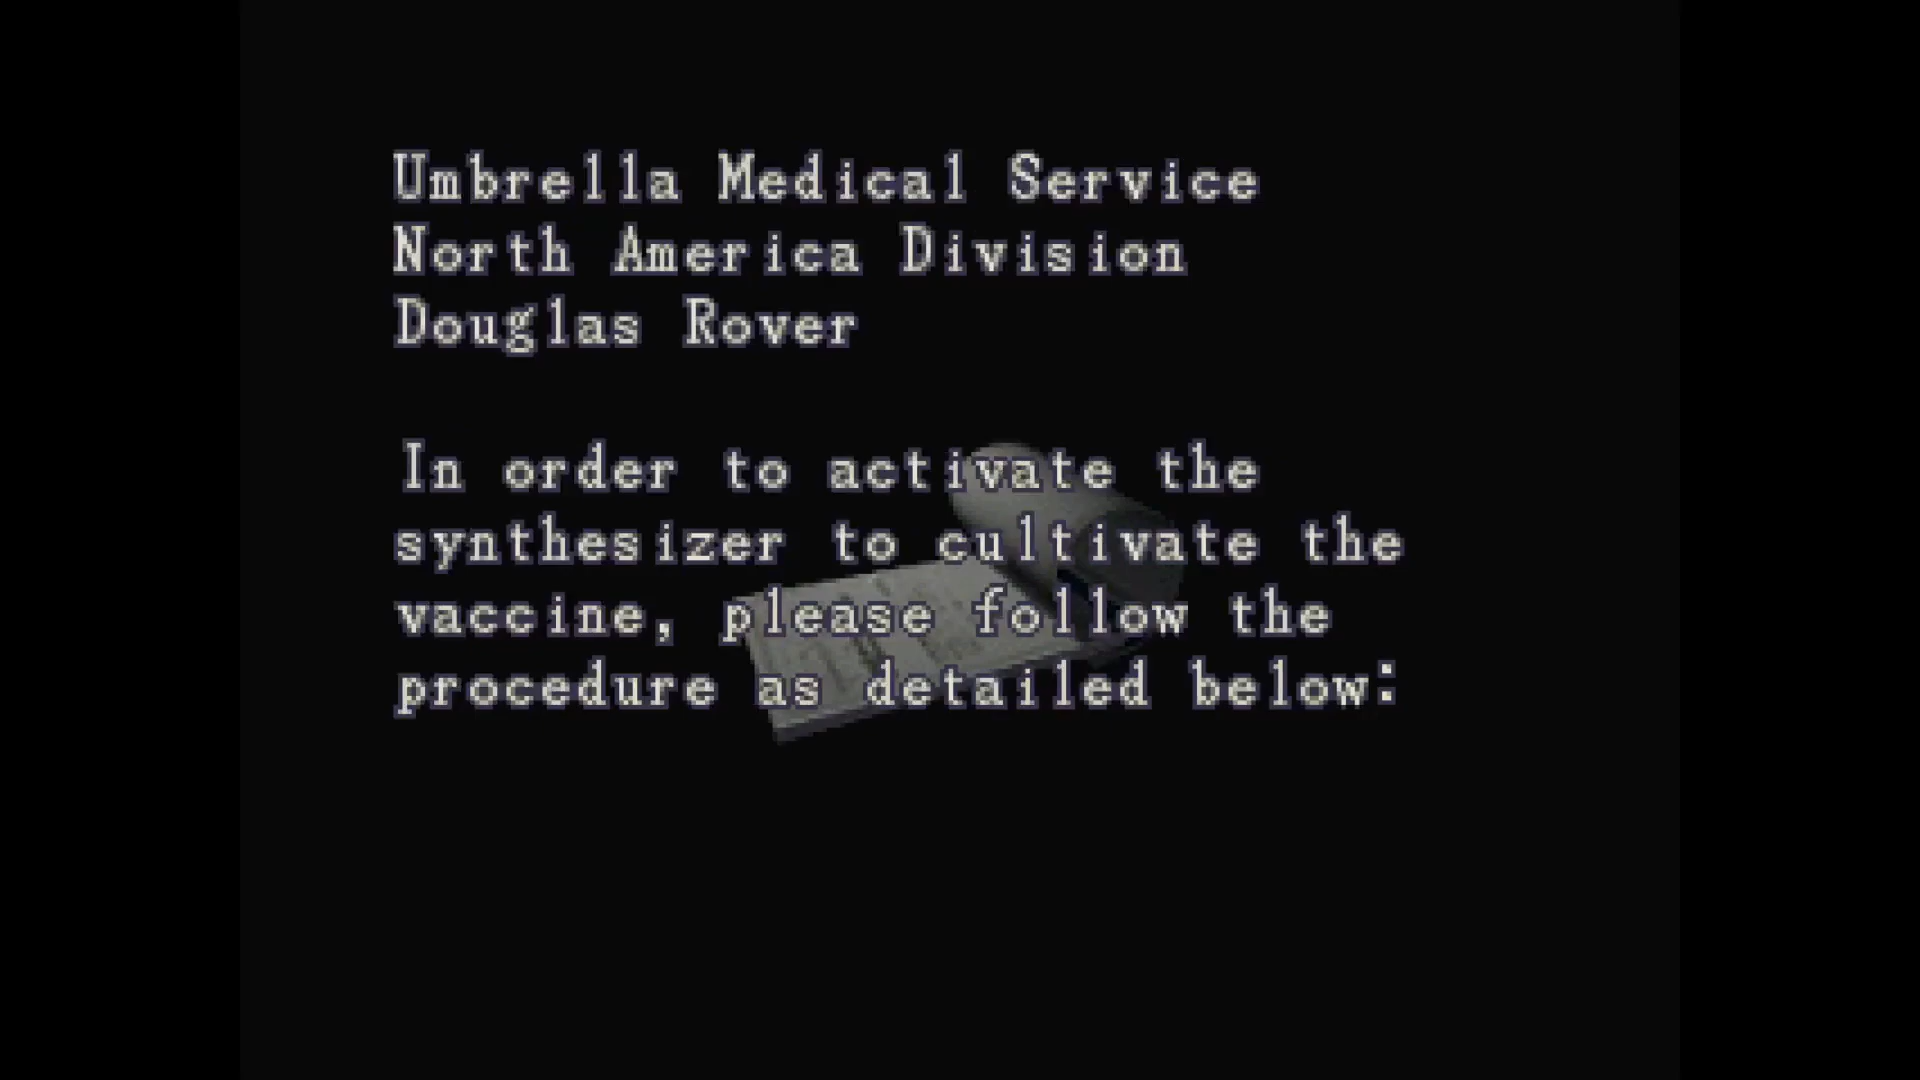 Umbrella Medical Service
North America Division
Douglas Rover
In order to activate the
synthesizer to cultivate the
vaccine, please follow the
procedure as detailed below: